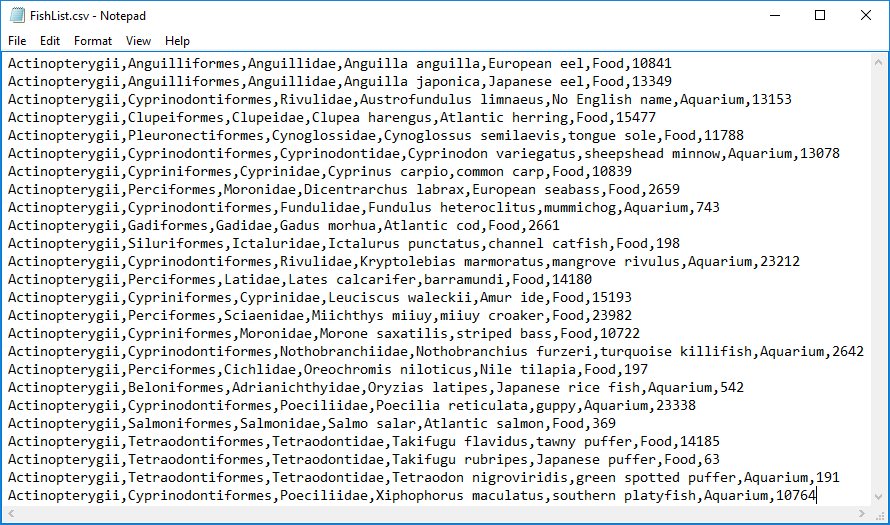 FishList.csv - Notepad
File Edit Format View Help
Actinopterygii,Anguilliformes,Anguillidae,Anguilla anguilla,European eel,Food,10841
Actinopterygii,Anguilliformes,Anguillidae,Anguilla japonica,Japanese eel,Food,13349
Actinopterygii,Cyprinodontiformes,Rivulidae,Austrofundulus limnaeus,No English name,Aquarium,13153
Actinopterygii,Clupeiformes,Clupeidae,Clupea harengus,Atlantic herring,Food,15477
Actinopterygii,Pleuronectiformes,Cynoglossidae,Cynoglossus semilaevis,tongue sole,Food,11788
Actinopterygii,Cyprinodontiformes,Cyprinodontidae,Cyprinodon variegatus,sheepshead minnow,Aquarium,13078
Actinopterygii,Cypriniformes,Cyprinidae,Cyprinus carpio,common carp,Food,10839
Actinopterygii,Perciformes,Moronidae,Dicentrarchus labrax,European seabass,Food,2659
Actinopterygii,Cyprinodontiformes,Fundulidae,Fundulus heteroclitus,mummichog,Aquarium,743
Actinopterygii,Gadiformes,Gadidae,Gadus morhua,Atlantic cod,Food,2661
Actinopterygii,Siluriformes,Ictaluridae,Ictalurus punctatus,channel catfish,Food,198
Actinopterygii,Cyprinodontiformes,Rivulidae,Kryptolebias marmoratus,mangrove rivulus,Aquarium,23212
Actinopterygii,Perciformes,Latidae,Lates calcarifer,barramundi,Food,14180
Actinopterygii,Cypriniformes,Cyprinidae,Leuciscus waleckii,Amur ide,Food,15193
Actinopterygii,Perciformes,Sciaenidae,Miichthys miiuy,miiuy croaker,Food,23982
Actinopterygii,Cypriniformes,Moronidae,Morone saxatilis,striped bass,Food,10722
Actinopterygii,Cyprinodontiformes,Nothobranchiidae,Nothobranchius furzeri,turquoise killifish,Aquarium,2642
Actinopterygii,Perciformes,Cichlidae,Oreochromis niloticus,Nile tilapia,Food,197
Actinopterygii,Beloniformes,Adrianichthyidae,Oryzias latipes,Japanese rice fish,Aquarium,542
Actinopterygii,Cyprinodontiformes,Poeciliidae,Poecilia reticulata,guppy,Aquarium,23338
Actinopterygii,Salmoniformes,Salmonidae,Salmo salar,Atlantic salmon,Food,369
Actinopterygii,Tetraodontiformes,Tetraodontidae,Takifugu flavidus,tawny puffer,Food,14185
Actinopterygii,Tetraodontiformes,Tetraodontidae,Takifugu rubripes,Japanese puffer,Food,63
Actinopterygii,Tetraodontiformes,Tetraodontidae,Tetraodon nigroviridis,green spotted puffer,Aquarium,191
Actinopterygii,Cyprinodontiformes,Poeciliidae,Xiphophorus maculatus,southern platyfish,Aquarium,10764